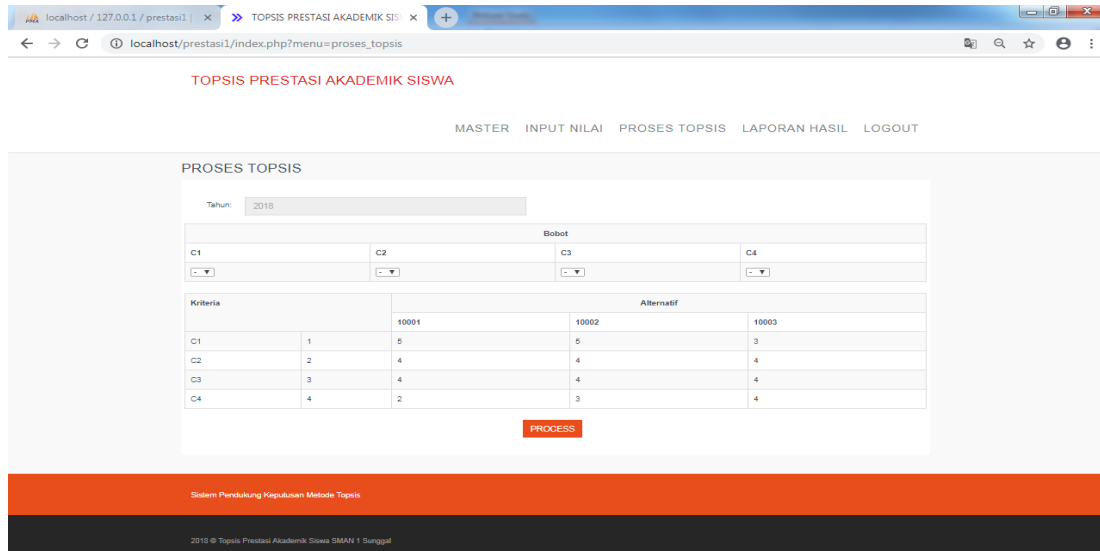 localhost / 127.0.0.1 / prestasi1 |
TOPSIS PRESTASI AKADEMIK SIS
localhost/prestasi1/index.php?menu=proses_topsis
TOPSIS PRESTASI AKADEMIK SISWA
MASTER INPUT NILAI PROSES TOPSIS LAPORAN HASIL LOGOUT
PROSES TOPSIS
Tahun: 2018
Bobot
C1 C2 C3 C4
- - - -
Kriteria Alternatif
10001 10002 10003
C1 1 5 5 3
C2 2 4 4 4
C3 3 4 4 4
C4 4 2 3 4
PROCESS
Sistem Pendukung Keputusan Metode Topsis
2018 © Topsis Prestasi Akademik Siswa SMAN 1 Sunggal